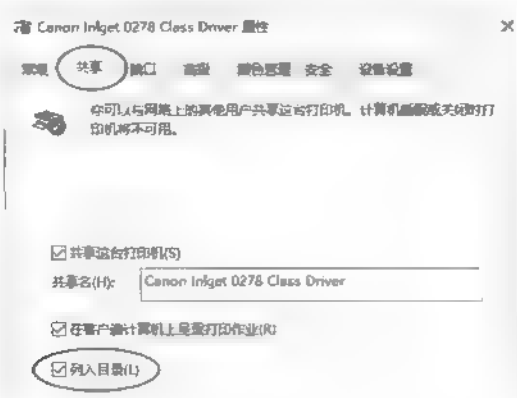 Canon Inkjet 0278 Class Driver 属性
常规 共享 端口 高级 颜色管理 安全 设备设置
你可以与网络上的其他用户共享这台打印机。计算机睡眠或关闭时打
印机将不可用。
共享这台打印机(S)
共享名(H): Canon Inkjet 0278 Class Driver
在客户端计算机上呈现打印作业(R)
列入目录(L)